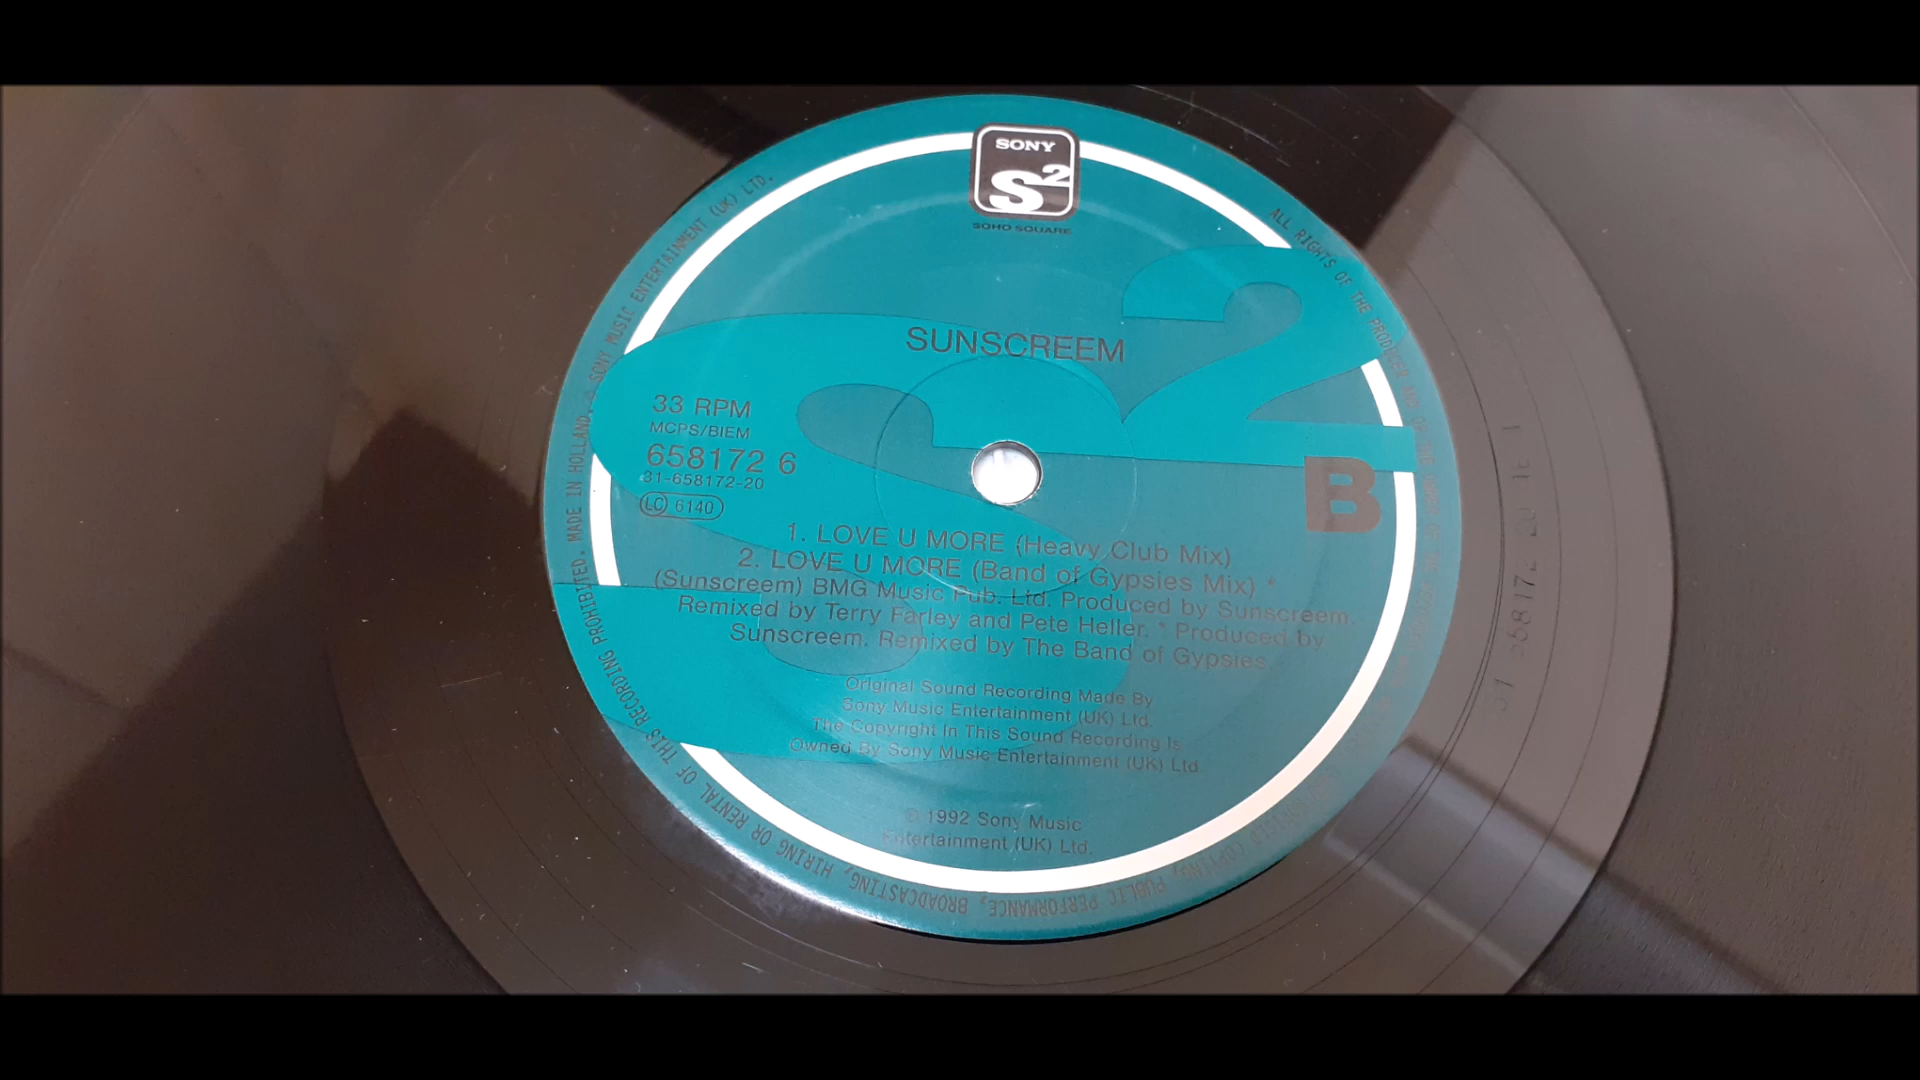 SONY
S2
SOHO SQUARE
SUNSCREEM
33 RPM
MCPS/BIEM
658172 6
31-658172-20
LC 6140
B
1. LOVE U MORE (Heavy Club Mix)
2. LOVE U MORE (Band of Gypsies Mix) *
(Sunscreem) BMG Music Pub. Ltd. Produced by Sunscreem.
Remixed by Terry Farley and Pete Heller. * Produced by
Sunscreem. Remixed by The Band of Gypsies.
Original Sound Recording Made By
Sony Music Entertainment (UK) Ltd.
The Copyright In This Sound Recording Is
Owned By Sony Music Entertainment (UK) Ltd.
© 1992 Sony Music
Entertainment (UK) Ltd.
ALL RIGHTS OF THE PRODUCER AND OF THE COPYING, PUBLIC PERFORMANCE, BROADCASTING, HIRING OR RENTAL OF THIS RECORDING PROHIBITED. MADE IN HOLLAND. SONY MUSIC ENTERTAINMENT (UK) LTD.